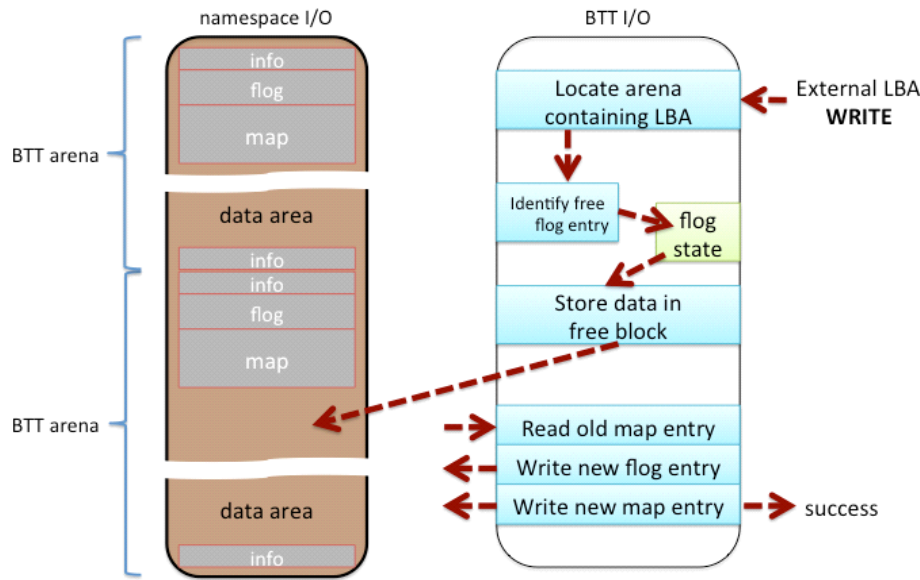 namespace I/O
info
flog
map
BTT arena
data area
info
info
flog
map
BTT arena
data area
info
BTT I/O
Locate arena
containing LBA
External LBA
WRITE
Identify free
flog entry
flog
state
Store data in
free block
Read old map entry
Write new flog entry
Write new map entry
success